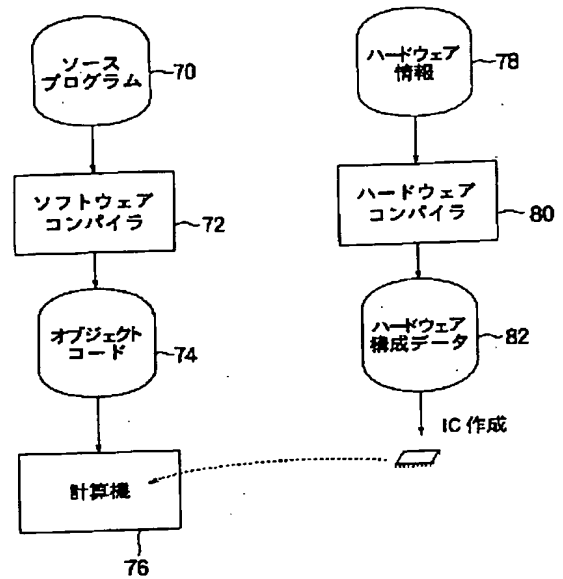 ソース
プログラム
70
ソフトウェア
コンパイラ
72
オブジェクト
コード
74
計算機
76
ハードウェア
情報
78
ハードウェア
コンパイラ
80
ハードウェア
構成データ
82
IC 作成